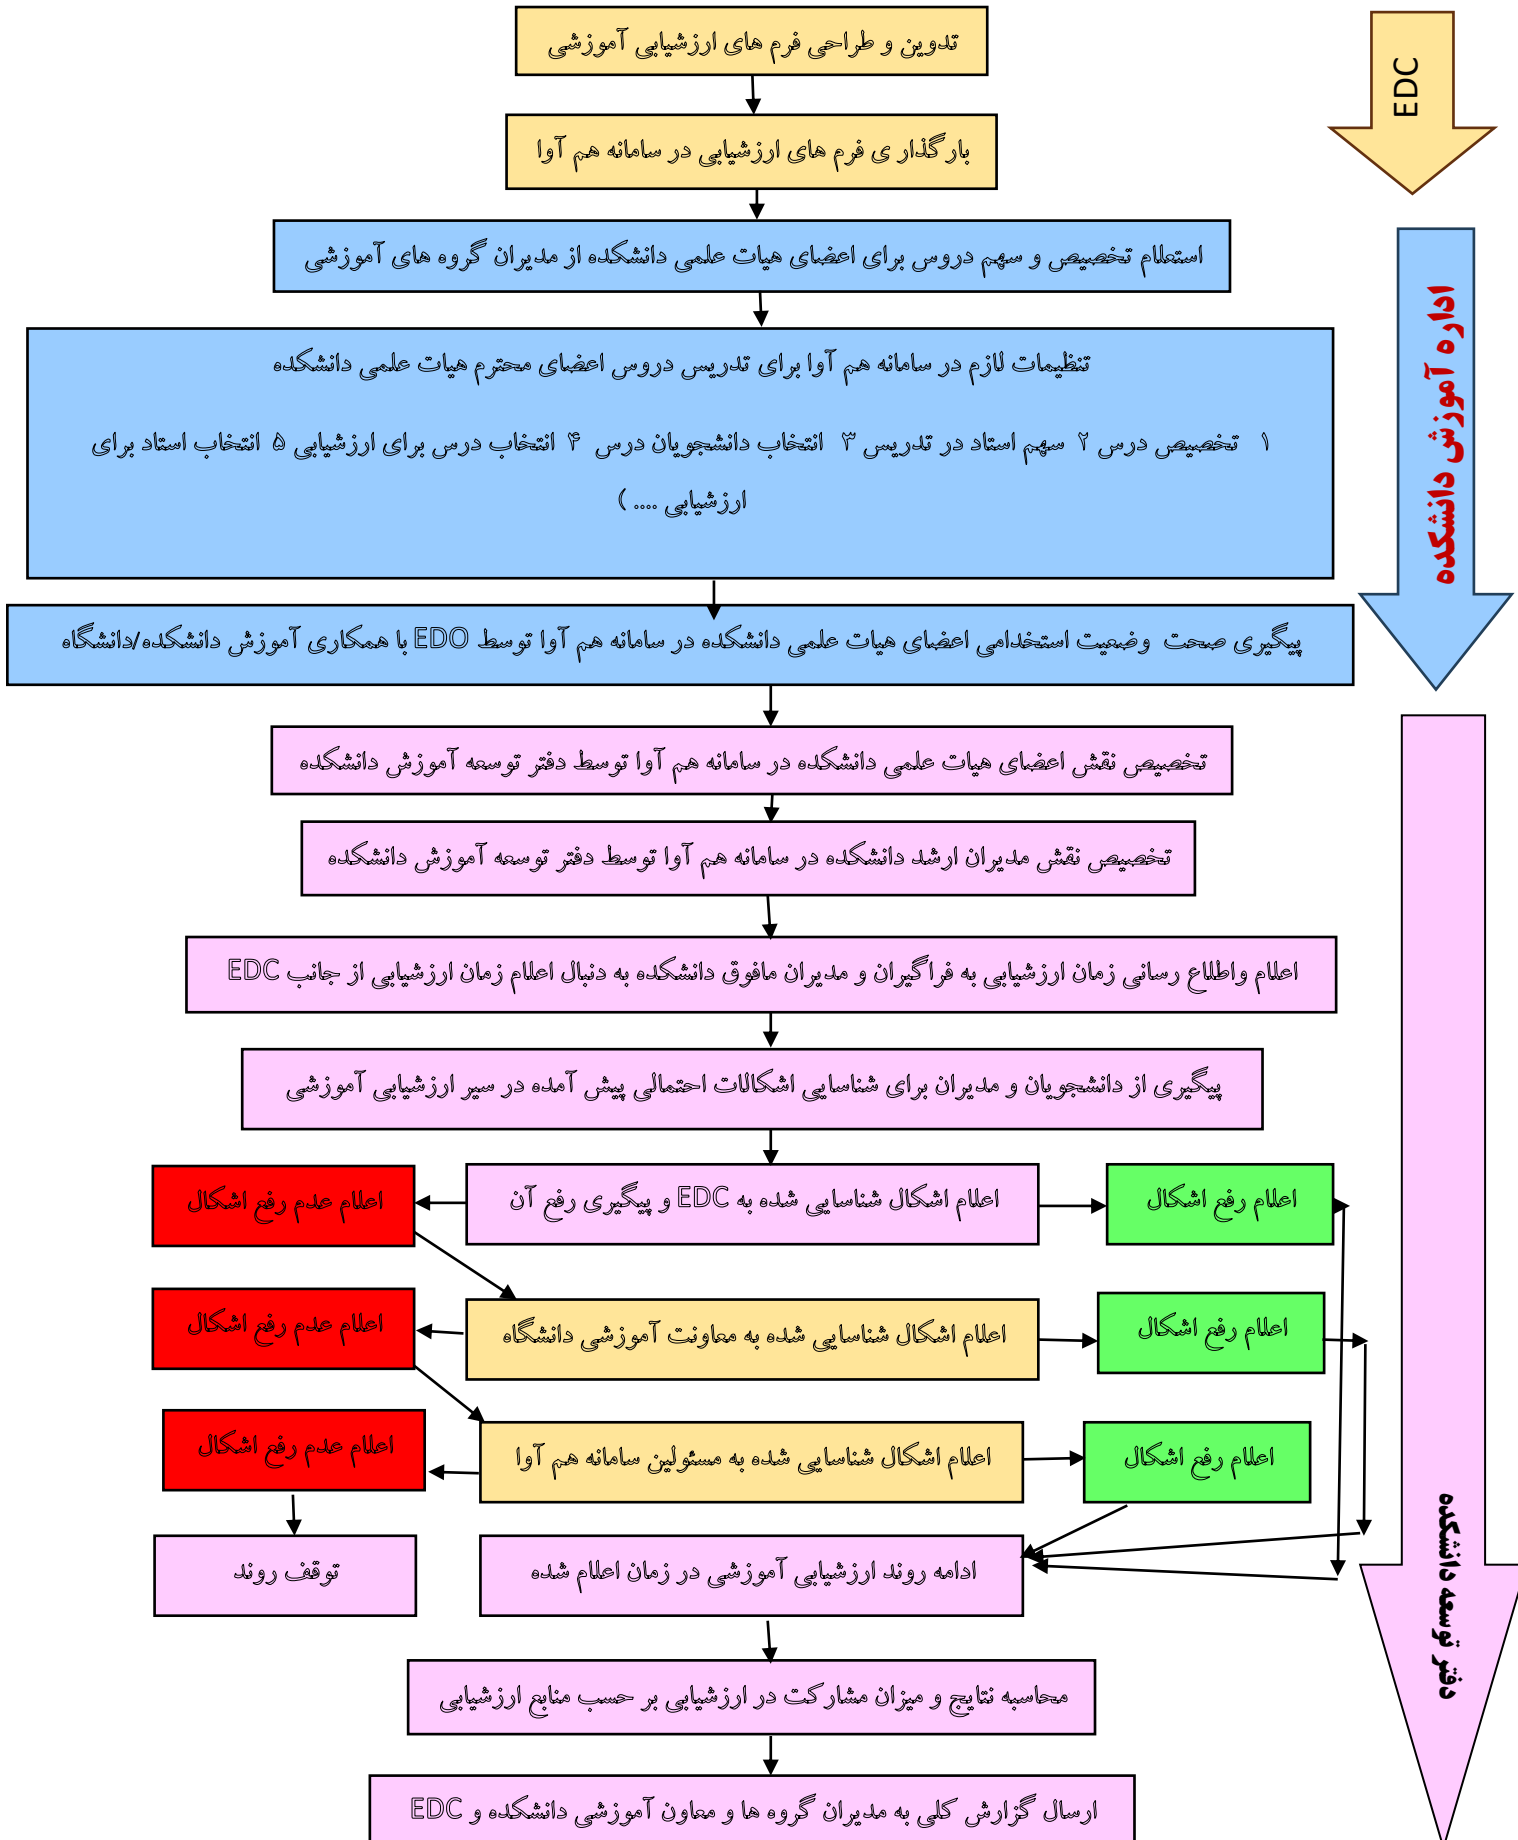 تدوین و طراحی فرم های ارزشیابی آموزشی
EDC
بارگذار ی فرم های ارزشیابی در سامانه هم آوا
استعلام تخصیص و سهم دروس برای اعضای هیات علمی دانشکده از مدیران گروه های آموزشی
اداره آموزش دانشکده
تنظیمات لازم در سامانه هم آوا برای تدریس دروس اعضای محترم هیات علمی دانشکده
۱ تخصیص درس ۲ سهم استاد در تدریس ۳ انتخاب دانشجویان درس ۴ انتخاب درس برای ارزشیابی ۵ انتخاب استاد برای
ارزشیابی .... )
پیگیری صحت وضعیت استخدامی اعضای هیات علمی دانشکده در سامانه هم آوا توسط EDO با همکاری آموزش دانشکده/دانشگاه
تخصیص نقش اعضای هیات علمی دانشکده در سامانه هم آوا توسط دفتر توسعه آموزش دانشکده
تخصیص نقش مدیران ارشد دانشکده در سامانه هم آوا توسط دفتر توسعه آموزش دانشکده
اعلام واطلاع رسانی زمان ارزشیابی به فراگیران و مدیران مافوق دانشکده به دنبال اعلام زمان ارزشیابی از جانب EDC
پیگیری از دانشجویان و مدیران برای شناسایی اشکالات احتمالی پیش آمده در سیر ارزشیابی آموزشی
اعلام رفع اشکال
اعلام اشکال شناسایی شده به EDC و پیگیری رفع آن
اعلام عدم رفع اشکال
اعلام رفع اشکال
اعلام اشکال شناسایی شده به معاونت آموزشی دانشگاه
اعلام عدم رفع اشکال
اعلام رفع اشکال
اعلام اشکال شناسایی شده به مسئولین سامانه هم آوا
اعلام عدم رفع اشکال
دفتر توسعه دانشکده
ادامه روند ارزشیابی آموزشی در زمان اعلام شده
توقف روند
محاسبه نتایج و میزان مشارکت در ارزشیابی بر حسب منابع ارزشیابی
ارسال گزارش کلی به مدیران گروه ها و معاون آموزشی دانشکده و EDC